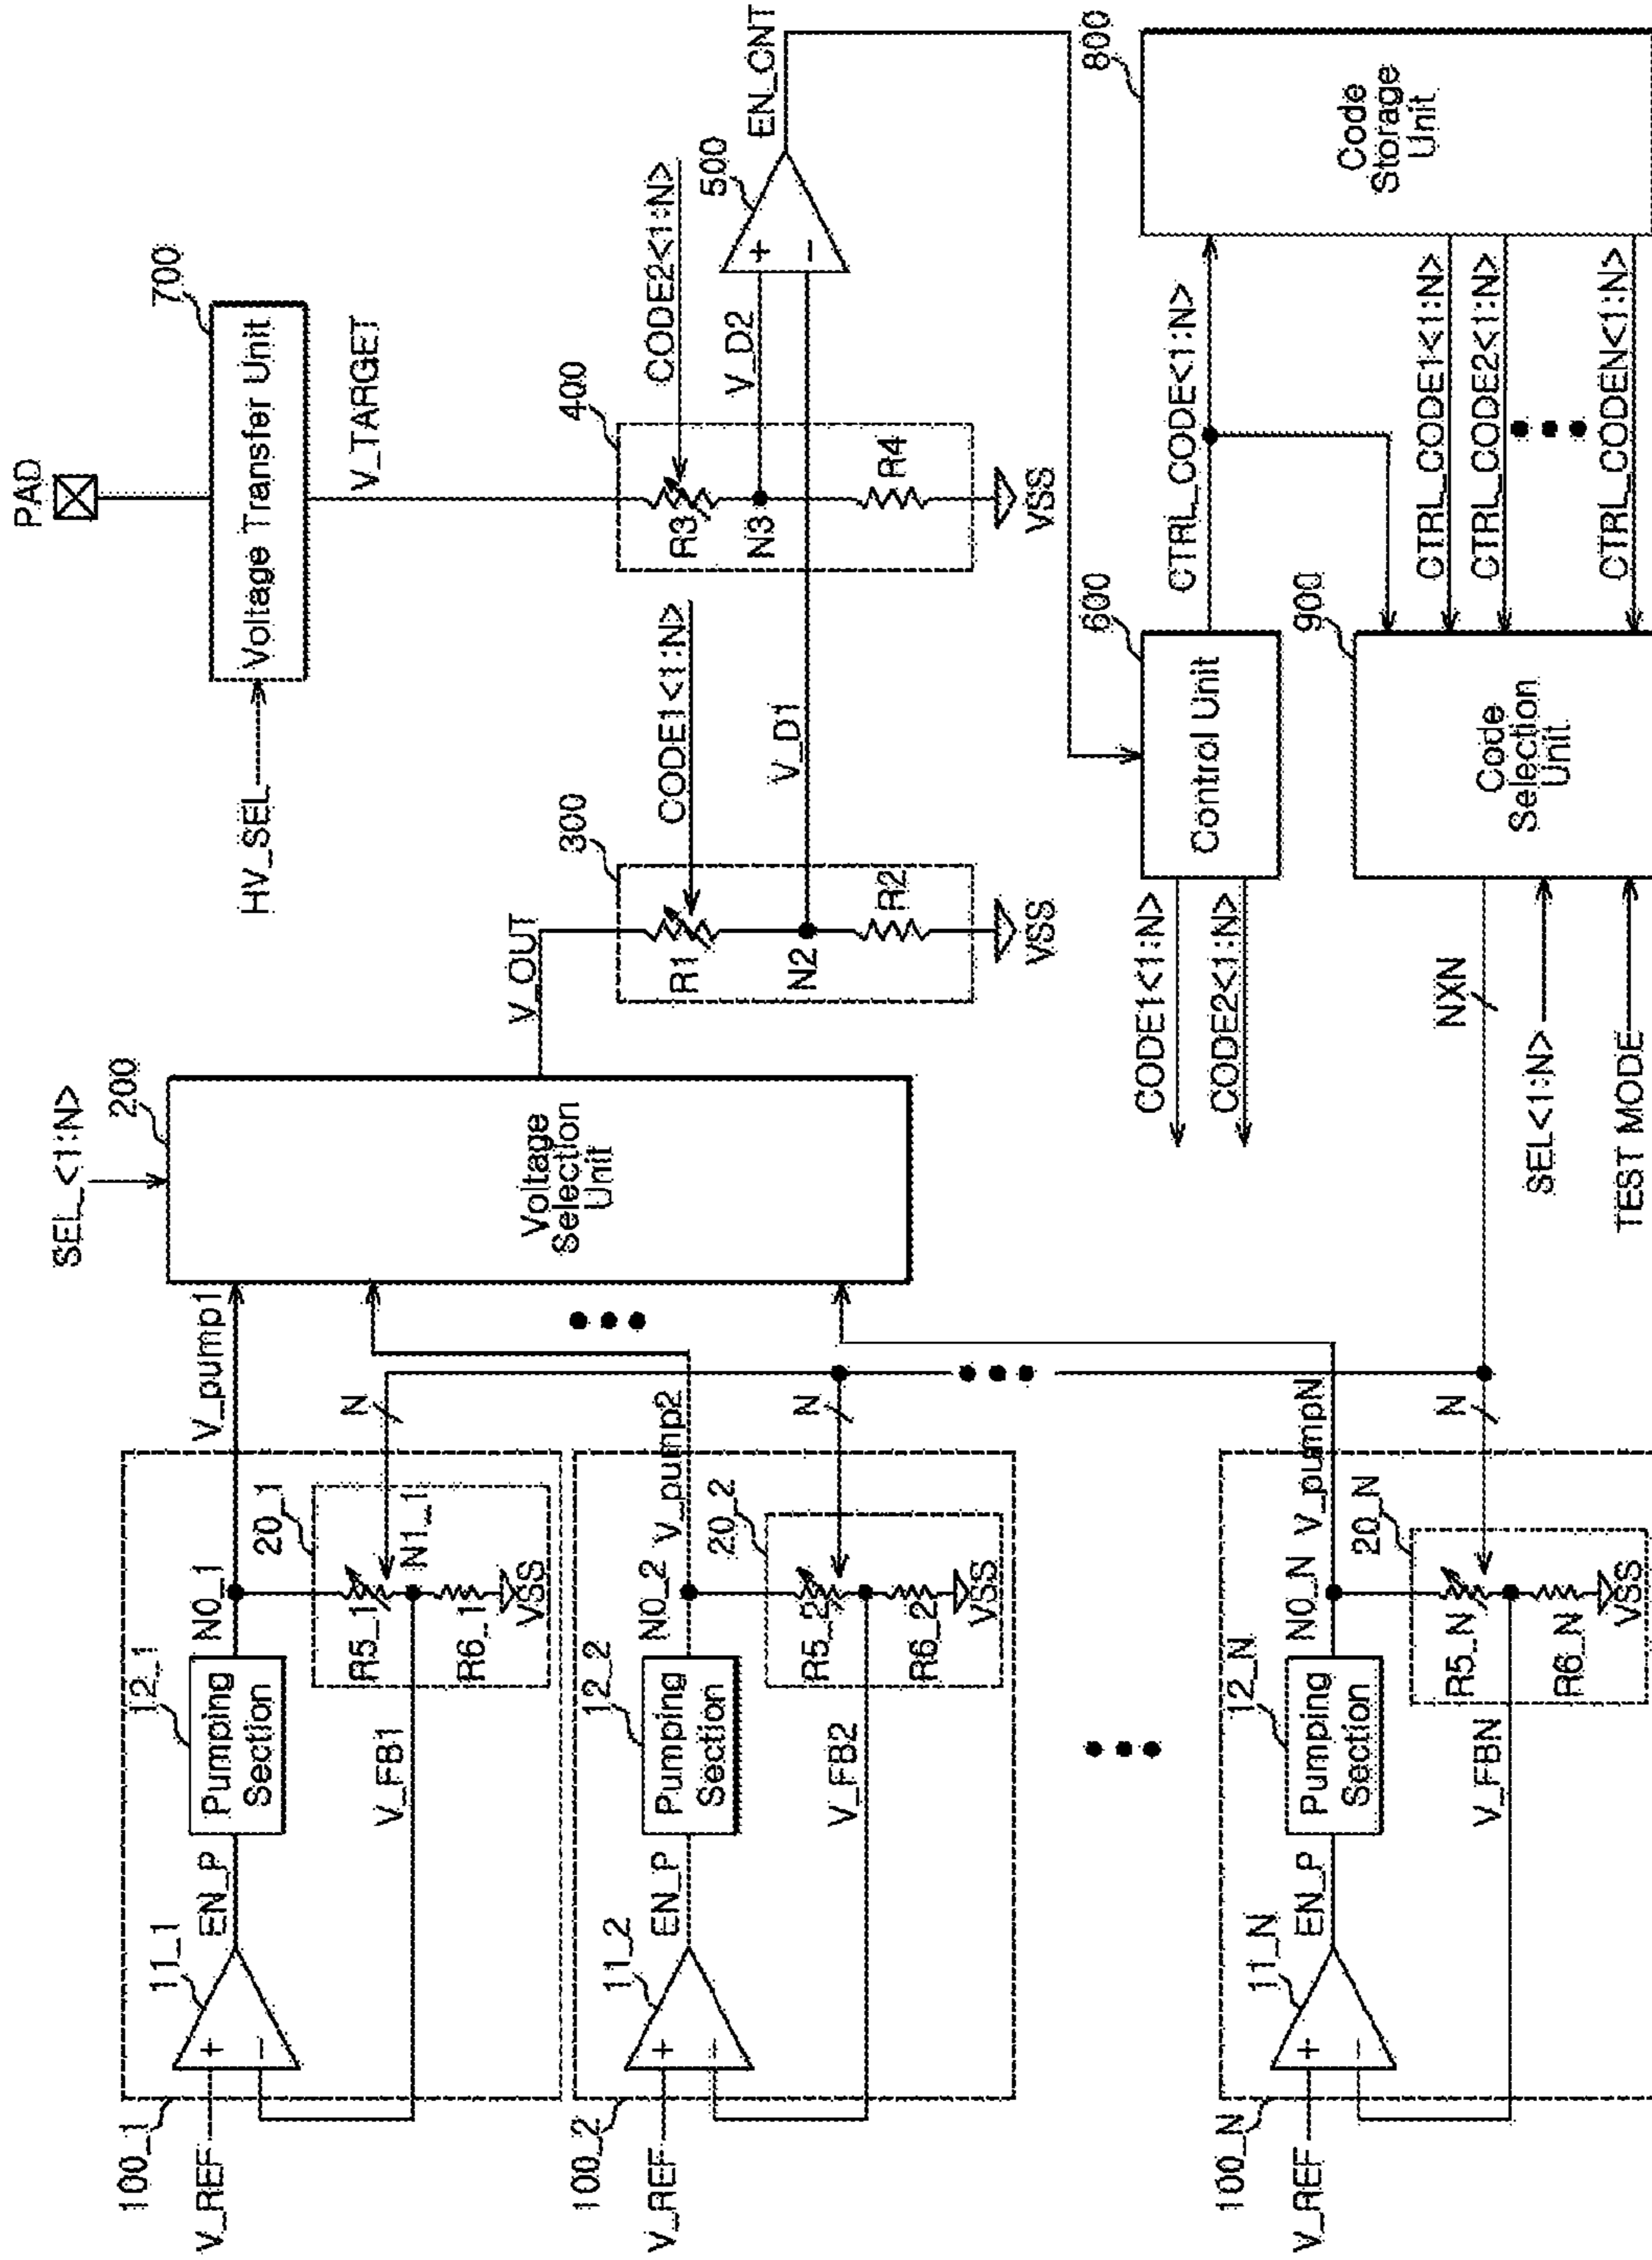 PAD
HV_SEL
Voltage Transfer Unit
700
V_TARGET
SEL_<1:N>
200
Voltage
Selection
Unit
V_OUT
300
R1
N2
R2
VSS
CODE1<1:N>
V_D1
400
R3
N3
R4
VSS
CODE2<1:N>
V_D2
500
+
−
EN_CNT
100_1
V_REF
11_1
+
−
EN_P
12_1
Pumping
Section
N0_1
V_pump1
20_1
R5_1
N1_1
R6_1
VSS
V_FB1
N
100_2
V_REF
11_2
+
−
EN_P
12_2
Pumping
Section
N0_2
V_pump2
20_2
R5_2
R6_2
VSS
V_FB2
N
100_N
V_REF
11_N
+
−
EN_P
12_N
Pumping
Section
N0_N
V_pumpN
20_N
R5_N
R6_N
VSS
V_FBN
N
NXN
CODE1<1:N>
CODE2<1:N>
600
Control Unit
CTRL_CODE<1:N>
SEL<1:N>
TEST MODE
900
Code
Selection
Unit
CTRL_CODE1<1:N>
CTRL_CODE2<1:N>
CTRL_CODEN<1:N>
800
Code
Storage
Unit